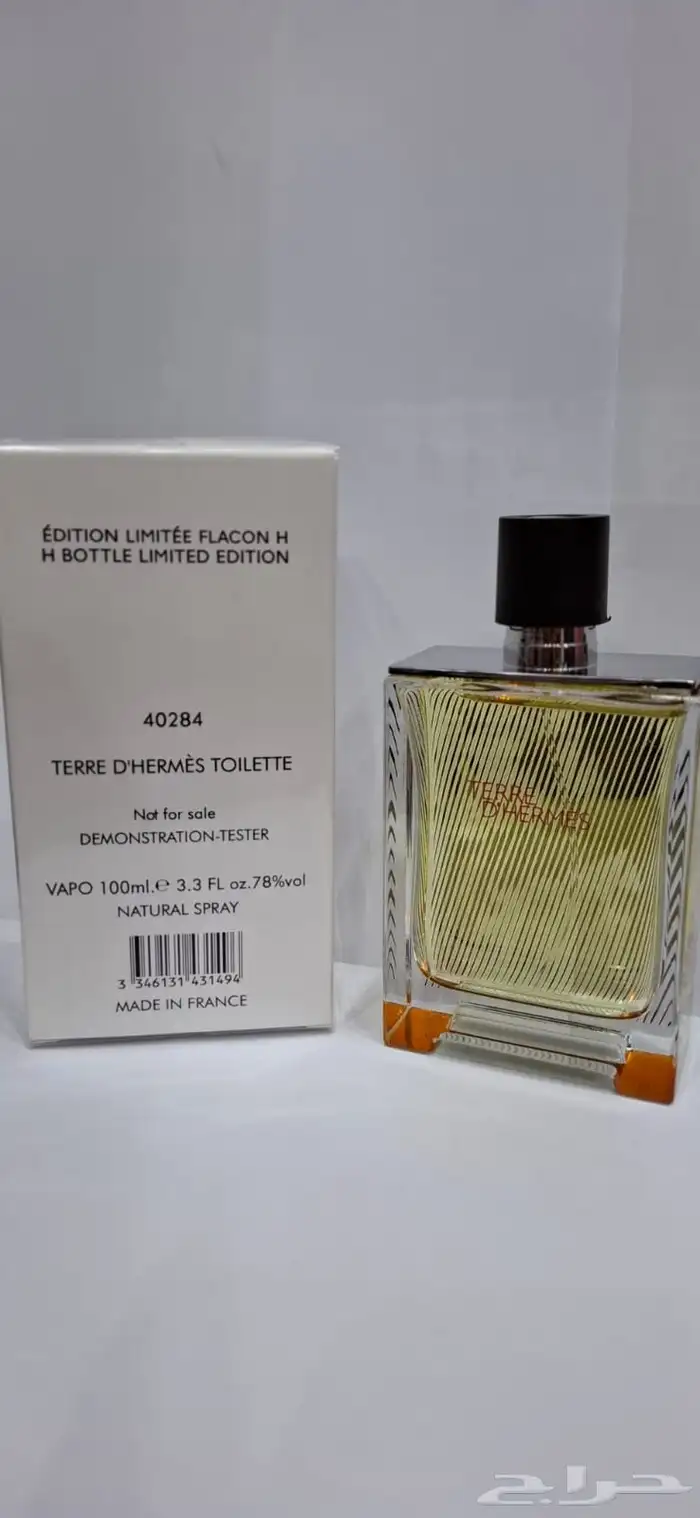 ÉDITION LIMITÉE FLACON H
H BOTTLE LIMITED EDITION
40284
TERRE D'HERMÈS TOILETTE
Not for sale
DEMONSTRATION-TESTER
VAPO 100ml.℮ 3.3 FL oz.78%vol
NATURAL SPRAY
3 346131 431494
MADE IN FRANCE
TERRE
D'HERMES
حراج